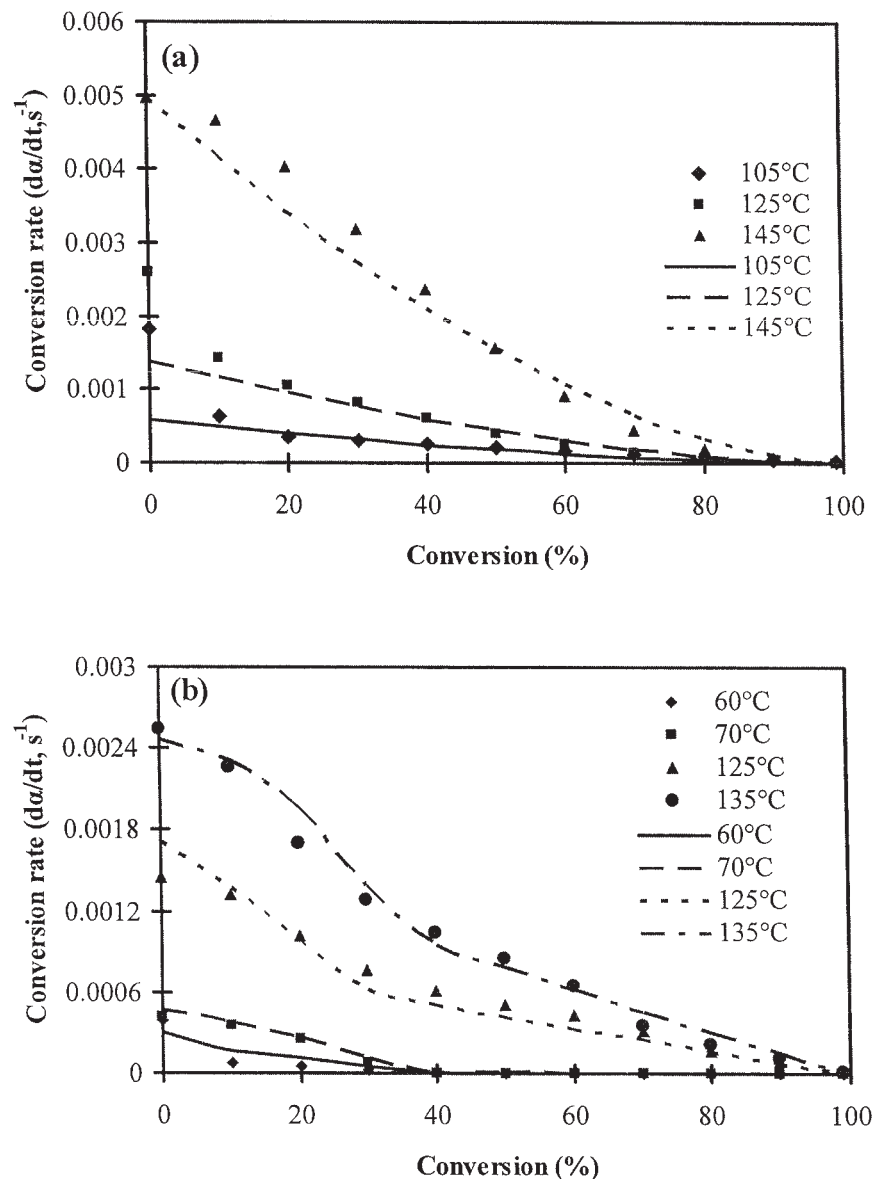 (a)
Conversion rate (dα/dt,s⁻¹)
0.006
0.005
0.004
0.003
0.002
0.001
0
0 20 40 60 80 100
Conversion (%)
105°C
125°C
145°C
105°C
125°C
145°C
(b)
Conversion rate (dα/dt, s⁻¹)
0.003
0.0024
0.0018
0.0012
0.0006
0
0 20 40 60 80 100
Conversion (%)
60°C
70°C
125°C
135°C
60°C
70°C
125°C
135°C